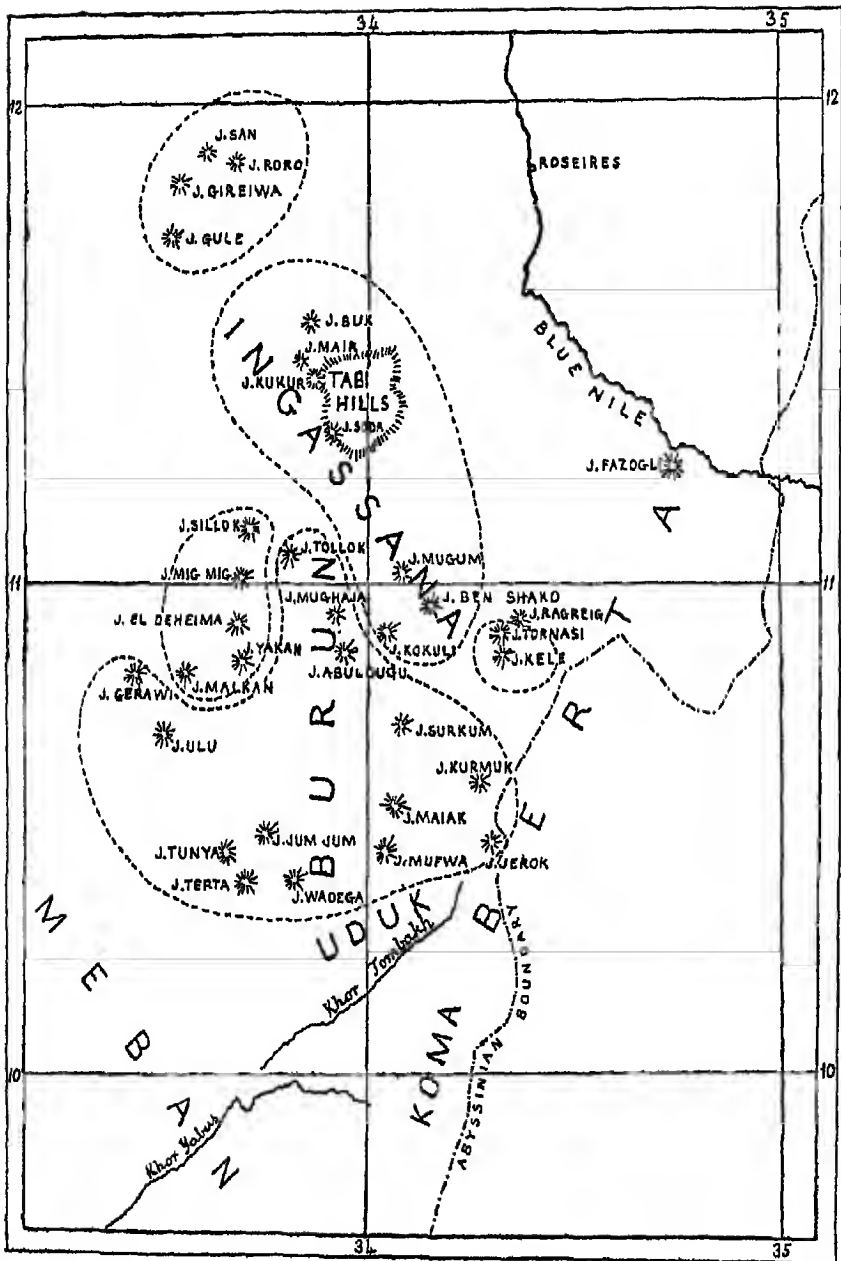 34
35
12
12
J. SAN
J. RORO
ROSEIRES
J. GIREIWA
J. GULE
J. BUK
J. MAIR
J. KUKUR
TABI
HILLS
J. SODA
INGASSANA
BLUE NILE
J. FAZOGLI
J. SILLOK
J. TOLLOK
J. MUGUM
11
J. MIG MIG
11
J. MUGHAJA
J. BEN SHAKO
J. EL DEHEIMA
J. RAGREIG
J. TORNASI
J. YAKAN
J. KOKULI
J. KELE
J. GERAWI
J. MALKAN
J. ABULDUGU
J. ULU
J. SURKUM
J. KURMUK
BURUN
BERTA
J. MAIAK
J. JUM JUM
J. TUNYA
J. MUFWA
J. JEROK
J. TERTA
J. WADEGA
UDUK
MEBAN
Khor Tombakh
KOMA
ABYSSINIAN BOUNDARY
10
10
Khor Yabus
34
35